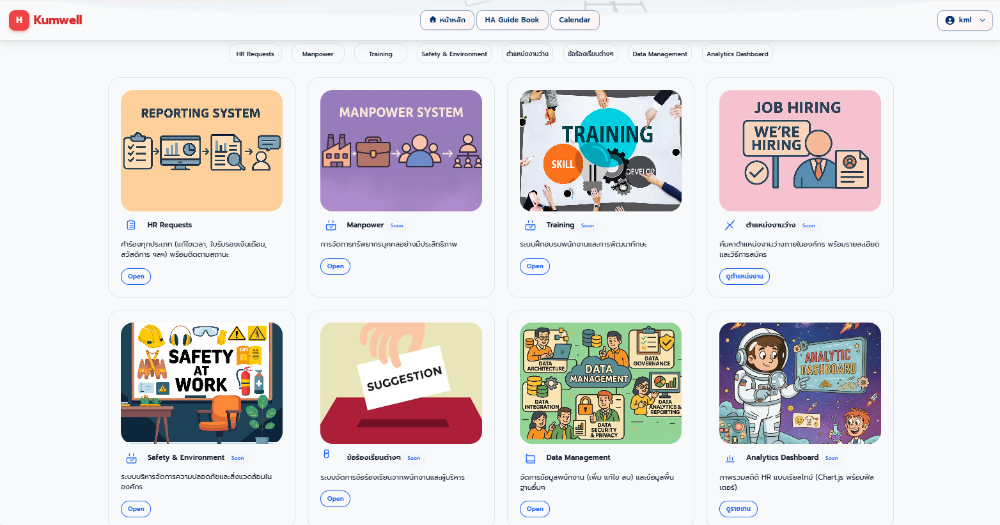 H Kumwell
หน้าหลัก
HA Guide Book
Calendar
kml
HR Requests
Manpower
Training
Safety & Environment
ตำแหน่งงานว่าง
ข้อร้องเรียนต่างๆ
Data Management
Analytics Dashboard
REPORTING SYSTEM
HR Requests
คำร้องทุกประเภท (แก้ไขเวลา, ใบรับรองเงินเดือน,
สวัสดิการ ฯลฯ) พร้อมติดตามสถานะ
Open
MANPOWER SYSTEM
Manpower Soon
การจัดการทรัพยากรบุคคลอย่างมีประสิทธิภาพ
Open
TRAINING
SKILL
DEVELOP
Training Soon
ระบบฝึกอบรมพนักงานและการพัฒนาทักษะ
Open
JOB HIRING
WE'RE
HIRING
ตำแหน่งงานว่าง Soon
ค้นหาตำแหน่งงานว่างภายในองค์กร พร้อมรายละเอียด
และวิธีการสมัคร
ดูตำแหน่งงาน
SAFETY
AT
WORK
Safety & Environment Soon
ระบบบริหารจัดการความปลอดภัยและสิ่งแวดล้อมใน
องค์กร
Open
SUGGESTION
ข้อร้องเรียนต่างๆ Soon
ระบบจัดการข้อร้องเรียนจากพนักงานและผู้บริหาร
Open
DATA
ARCHITECTURE
DATA
GOVERNANCE
DATA
MANAGEMENT
DATA
INTEGRATION
DATA
ANALYTICS &
REPORTING
DATA
SECURITY
& PRIVACY
Data Management
จัดการข้อมูลพนักงาน (เพิ่ม แก้ไข ลบ) และข้อมูลพื้น
ฐานอื่นๆ
Open
ANALYTIC
DASHBOARD
Analytics Dashboard Soon
ภาพรวมสถิติ HR แบบเรียลไทม์ (Chart.js พร้อมฟิล
เตอร์)
ดูรายงาน